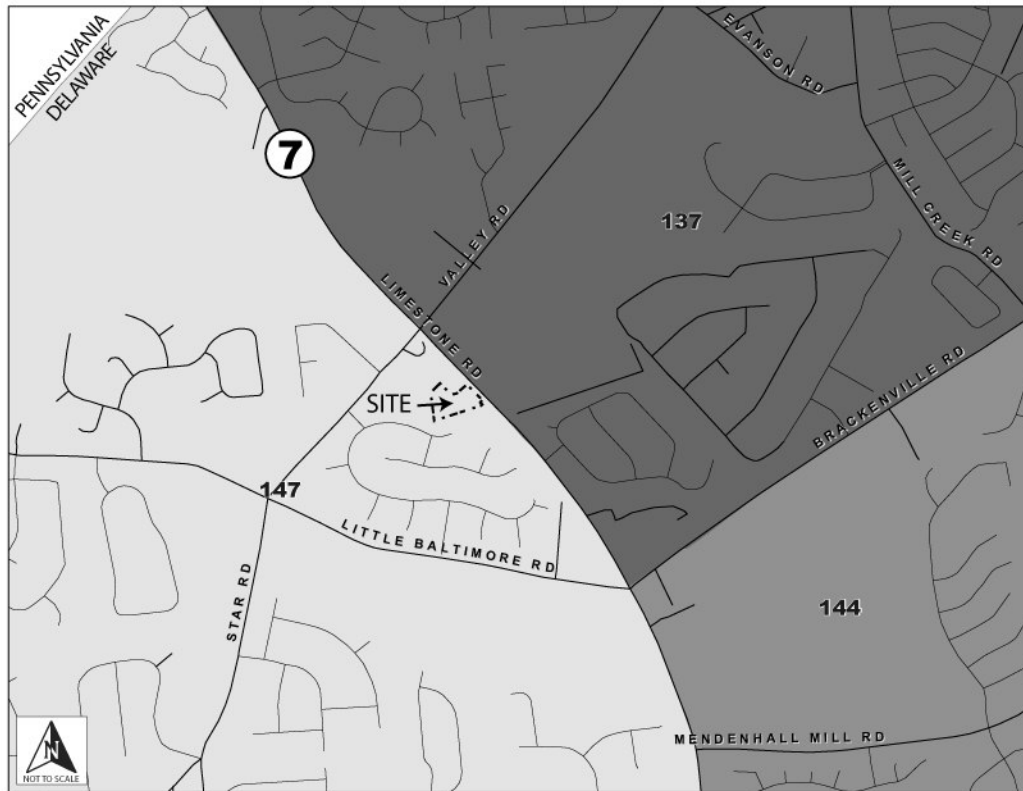 PENNSYLVANIA
DELAWARE
EVANSON RD
7
MILL CREEK RD
137
VALLEY RD
LIMESTONE RD
SITE
BRACKENVILLE RD
147
LITTLE BALTIMORE RD
STAR RD
144
MENDENHALL MILL RD
N
NOT TO SCALE